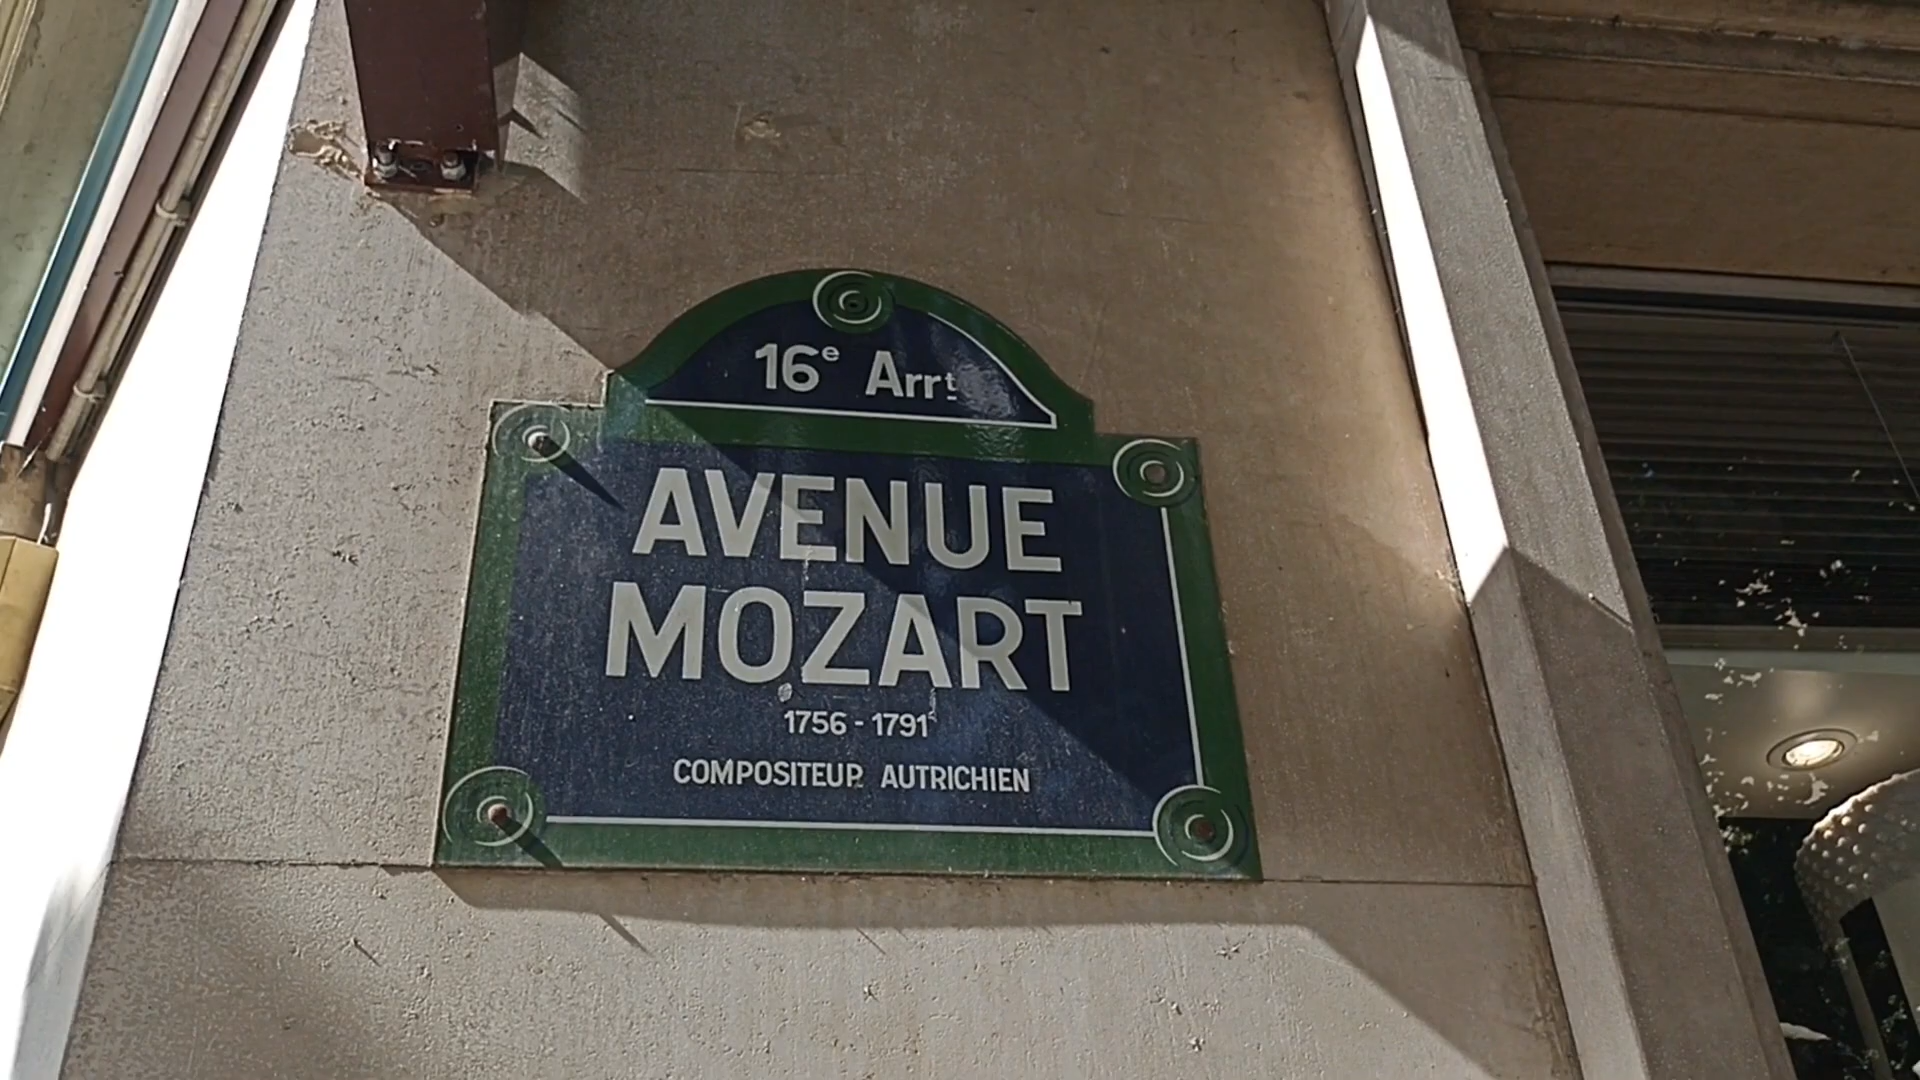 16e Arrt
AVENUE
MOZART
1756 - 1791
COMPOSITEUR AUTRICHIEN